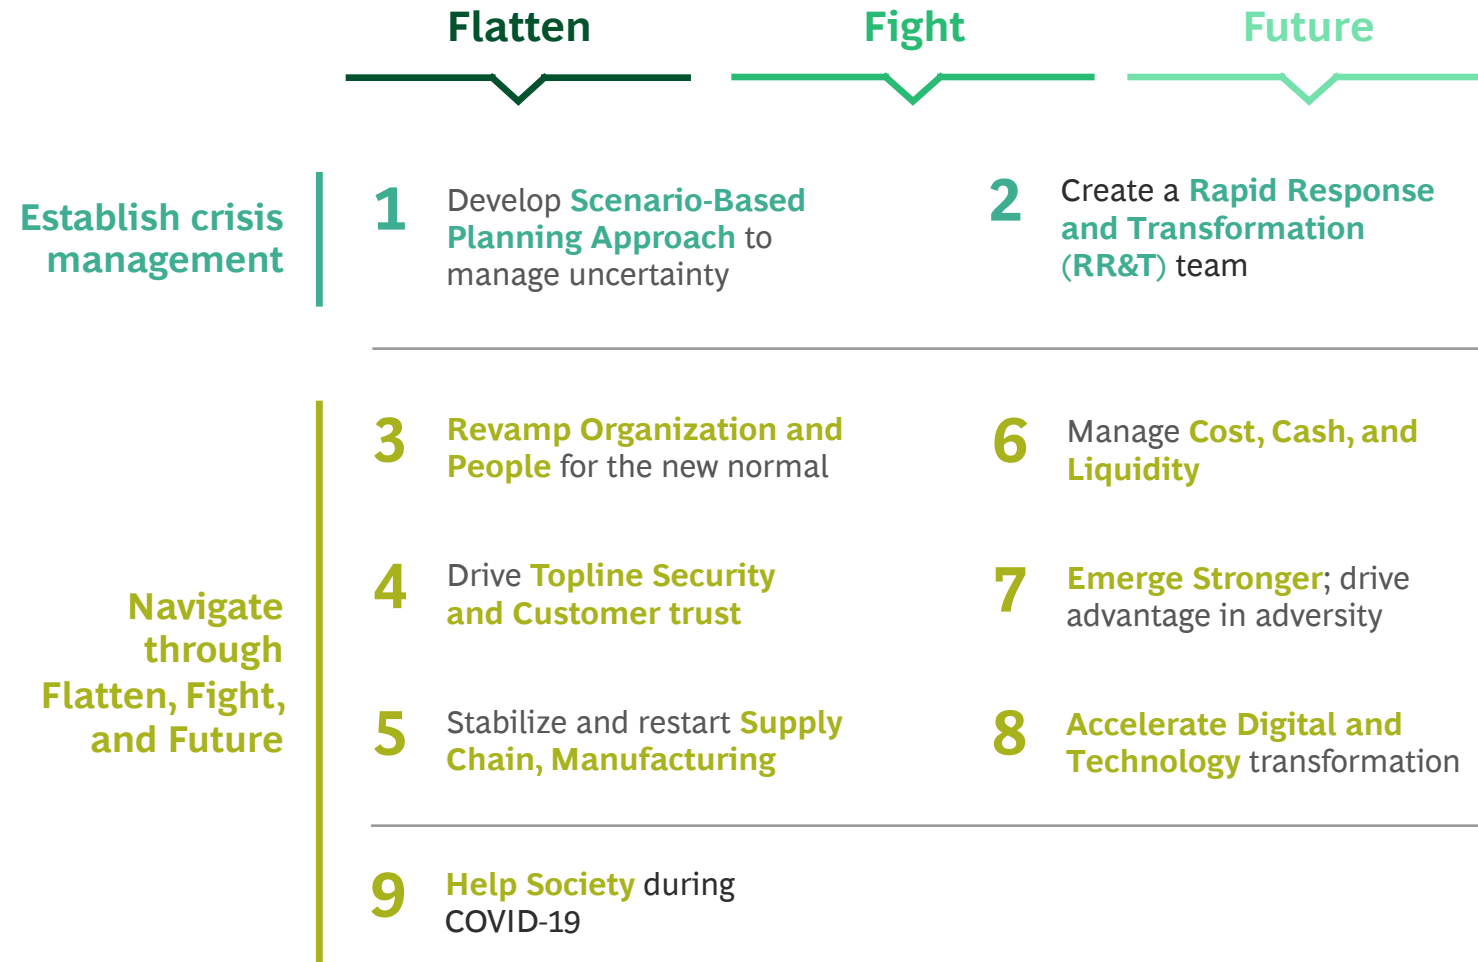 Flatten
Fight
Future
Establish crisis
management
1
Develop Scenario-Based
Planning Approach to
manage uncertainty
2
Create a Rapid Response
and Transformation
(RR&T) team
Navigate
through
Flatten, Fight,
and Future
3
Revamp Organization and
People for the new normal
6
Manage Cost, Cash, and
Liquidity
4
Drive Topline Security
and Customer trust
7
Emerge Stronger; drive
advantage in adversity
5
Stabilize and restart Supply
Chain, Manufacturing
8
Accelerate Digital and
Technology transformation
9
Help Society during
COVID-19